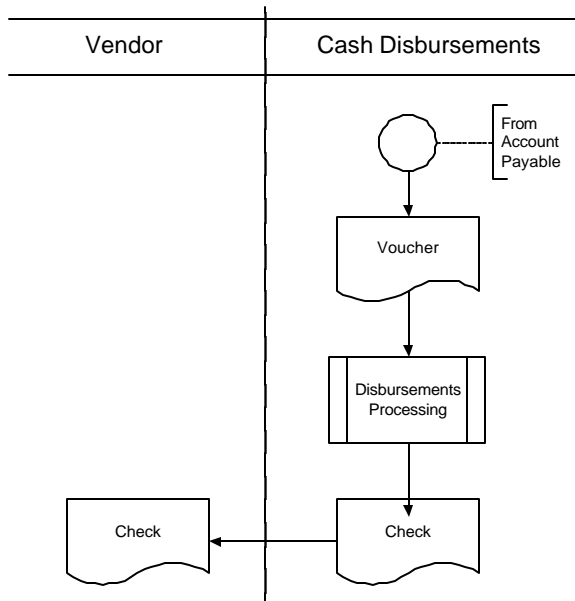 Vendor
Cash Disbursements
From
Account
Payable
Voucher
Disbursements
Processing
Check
Check